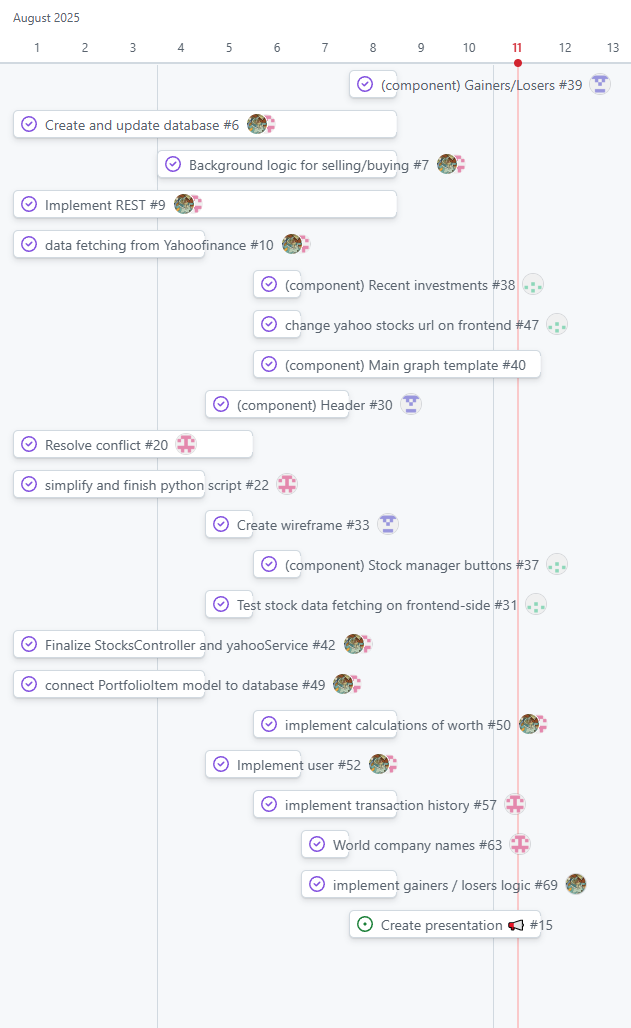 August 2025
1 2 3 4 5 6 7 8 9 10 11 12 13
(component) Gainers/Losers #39
Create and update database #6
Background logic for selling/buying #7
Implement REST #9
data fetching from Yahoofinance #10
(component) Recent investments #38
change yahoo stocks url on frontend #47
(component) Main graph template #40
(component) Header #30
Resolve conflict #20
simplify and finish python script #22
Create wireframe #33
(component) Stock manager buttons #37
Test stock data fetching on frontend-side #31
Finalize StocksController and yahooService #42
connect PortfolioItem model to database #49
implement calculations of worth #50
Implement user #52
implement transaction history #57
World company names #63
implement gainers / losers logic #69
Create presentation 📢 #15